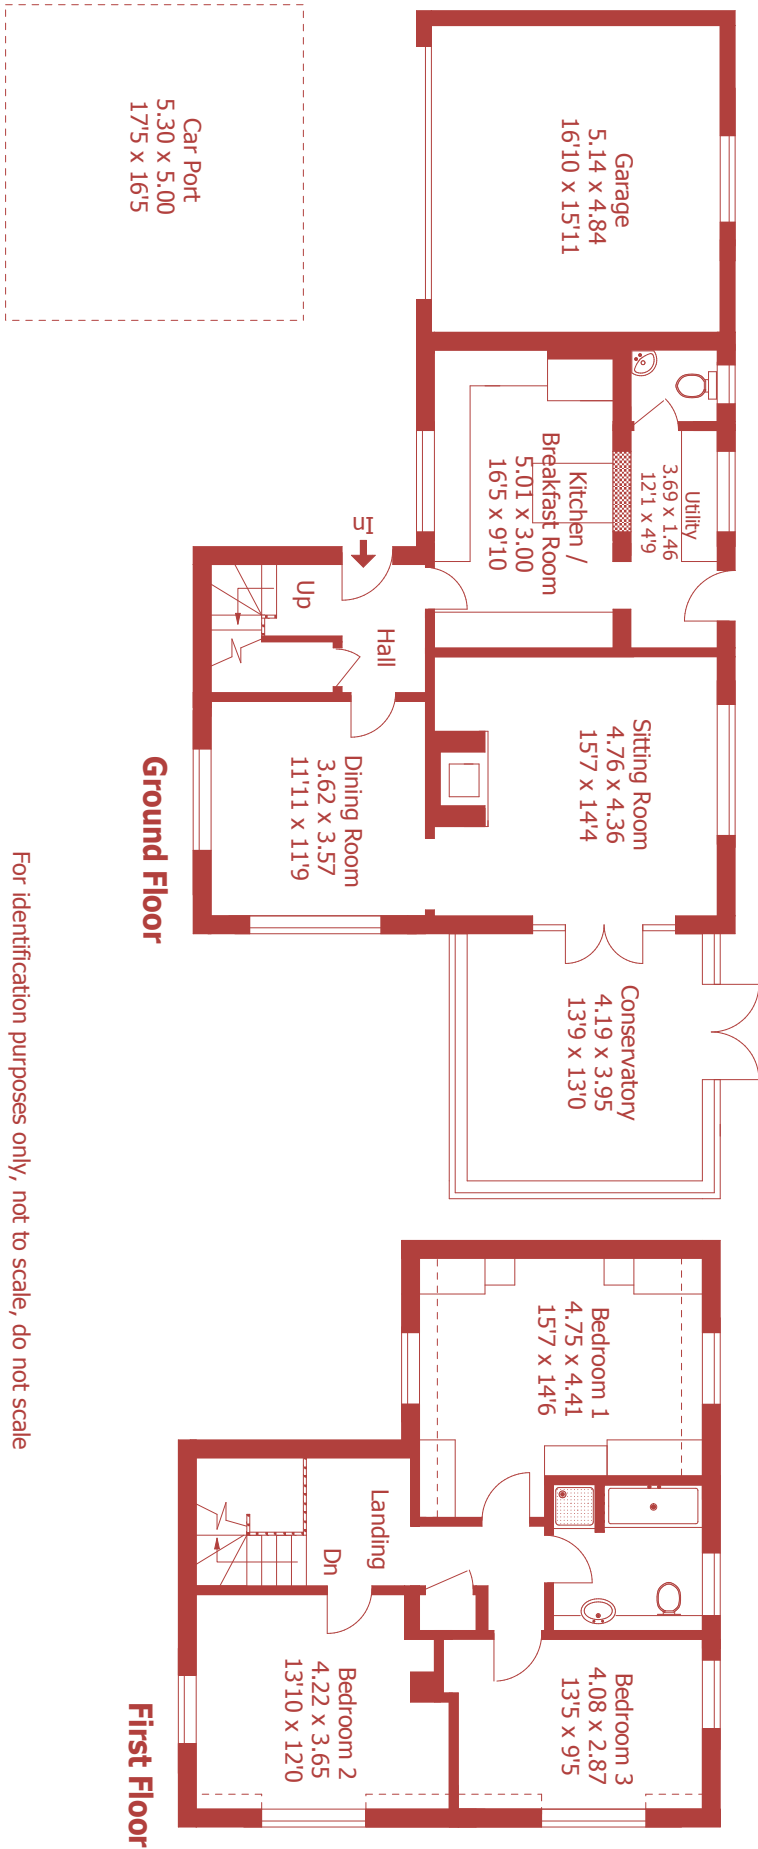 Car Port
5.30 x 5.00
17'5 x 16'5
Garage
5.14 x 4.84
16'10 x 15'11
Utility
3.69 x 1.46
12'1 x 4'9
Kitchen /
Breakfast Room
5.01 x 3.00
16'5 x 9'10
In
Up
Hall
Sitting Room
4.76 x 4.36
15'7 x 14'4
Dining Room
3.62 x 3.57
11'11 x 11'9
Conservatory
4.19 x 3.95
13'9 x 13'0
Ground Floor
Bedroom 1
4.75 x 4.41
15'7 x 14'6
Landing
Dn
Bedroom 3
4.08 x 2.87
13'5 x 9'5
Bedroom 2
4.22 x 3.65
13'10 x 12'0
First Floor
For identification purposes only, not to scale, do not scale